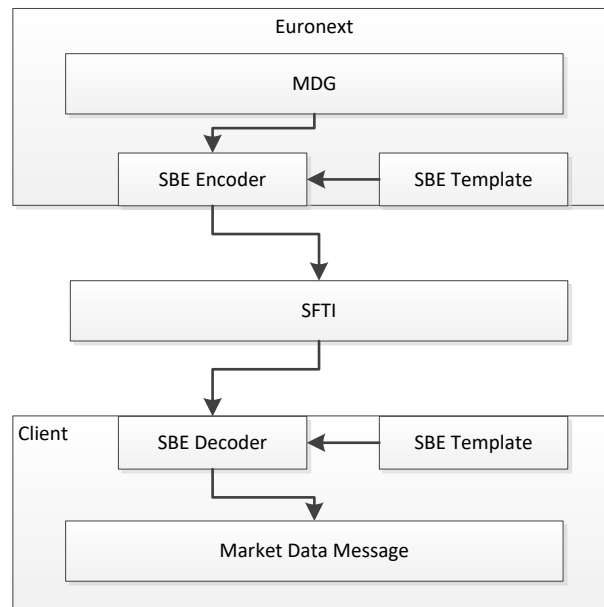 Euronext
MDG
SBE Encoder
SBE Template
SFTI
Client
SBE Decoder
SBE Template
Market Data Message